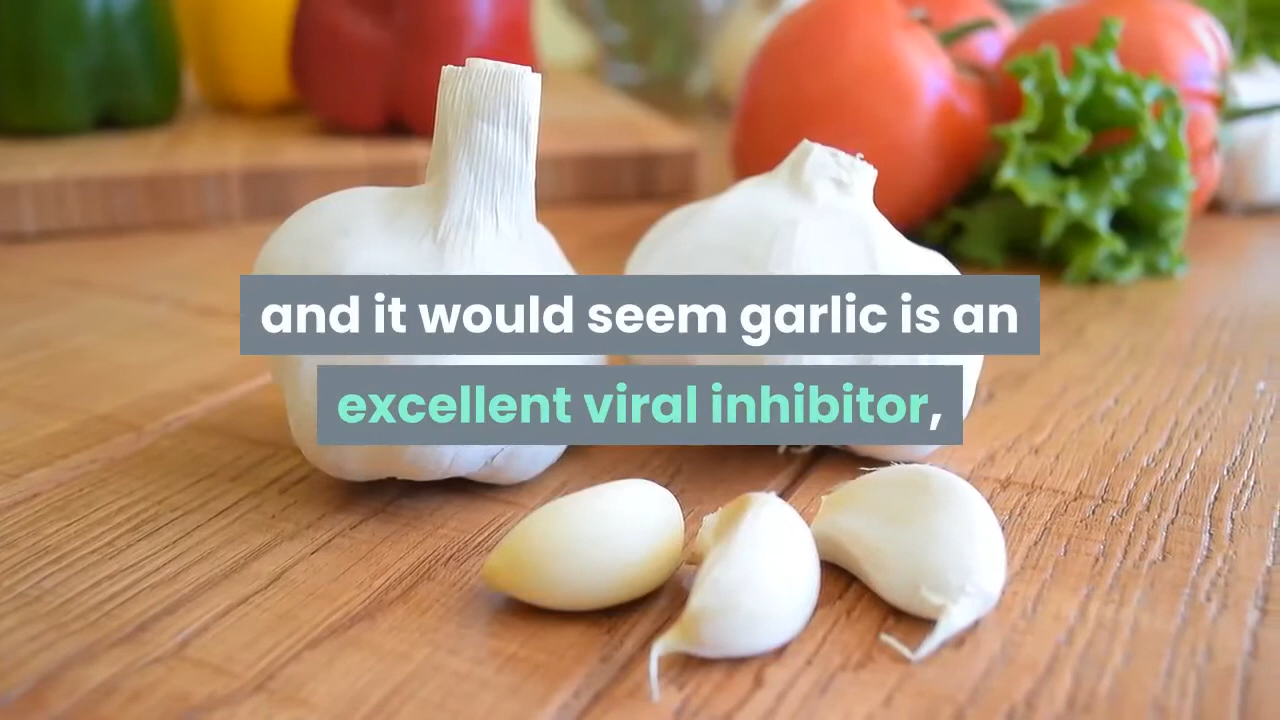 and it would seem garlic is an
excellent viral inhibitor,